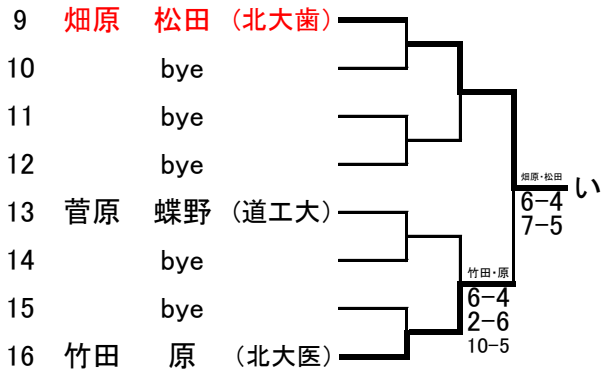 9 畑原 松田 (北大歯)
10 bye
11 bye
12 bye
畑原・松田
い
6-4
7-5
13 菅原 蝶野 (道工大)
14 bye
竹田・原
6-4
2-6
10-5
15 bye
16 竹田 原 (北大医)